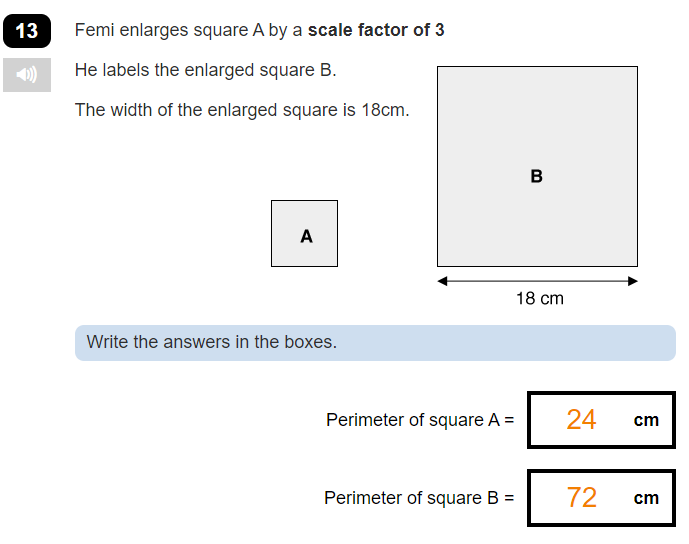 13 Femi enlarges square A by a scale factor of 3
He labels the enlarged square B.
The width of the enlarged square is 18cm.
B
A
18 cm
Write the answers in the boxes.
Perimeter of square A = 24 cm
Perimeter of square B = 72 cm